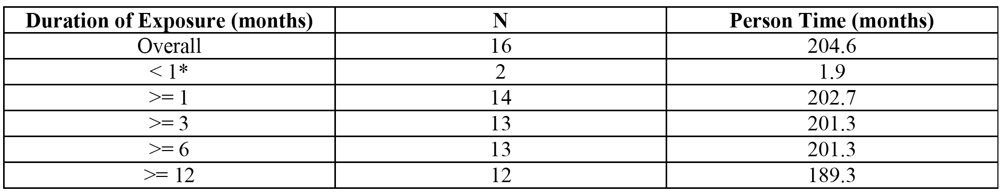 Duration of Exposure (months) N Person Time (months)
Overall 16 204.6
< 1* 2 1.9
>= 1 14 202.7
>= 3 13 201.3
>= 6 13 201.3
>= 12 12 189.3